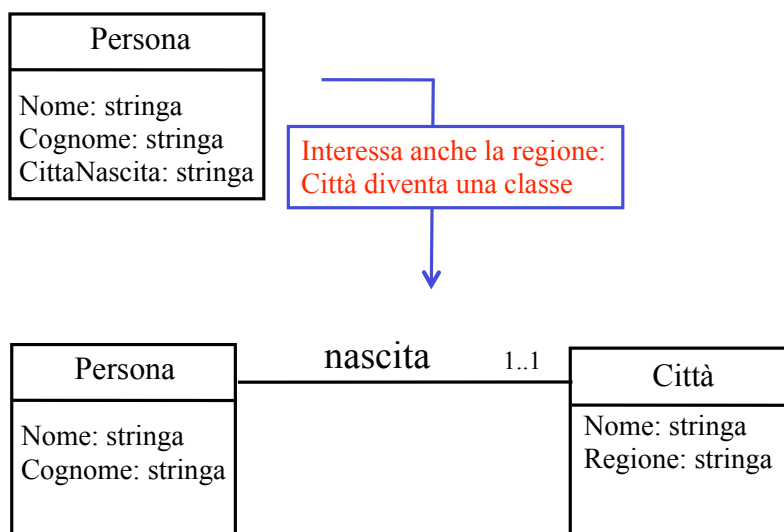 Persona
Nome: stringa
Cognome: stringa
CittaNascita: stringa
Interessa anche la regione:
Città diventa una classe
Persona
Nome: stringa
Cognome: stringa
nascita
1..1
Città
Nome: stringa
Regione: stringa